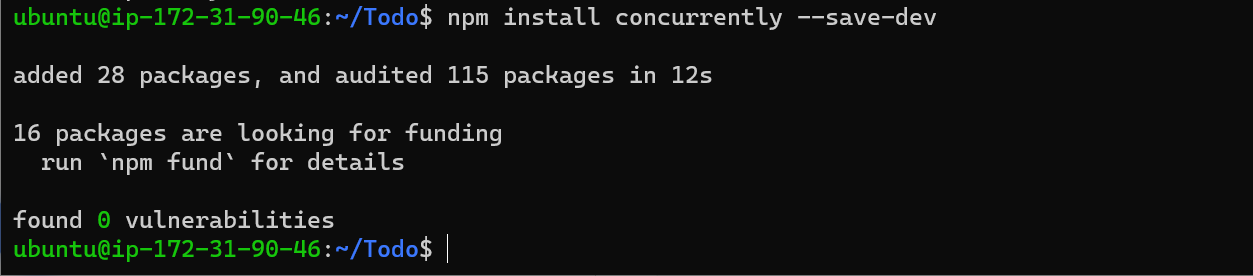 ubuntu@ip-172-31-90-46:~/Todo$ npm install concurrently --save-dev
added 28 packages, and audited 115 packages in 12s
16 packages are looking for funding
run `npm fund` for details
found 0 vulnerabilities
ubuntu@ip-172-31-90-46:~/Todo$